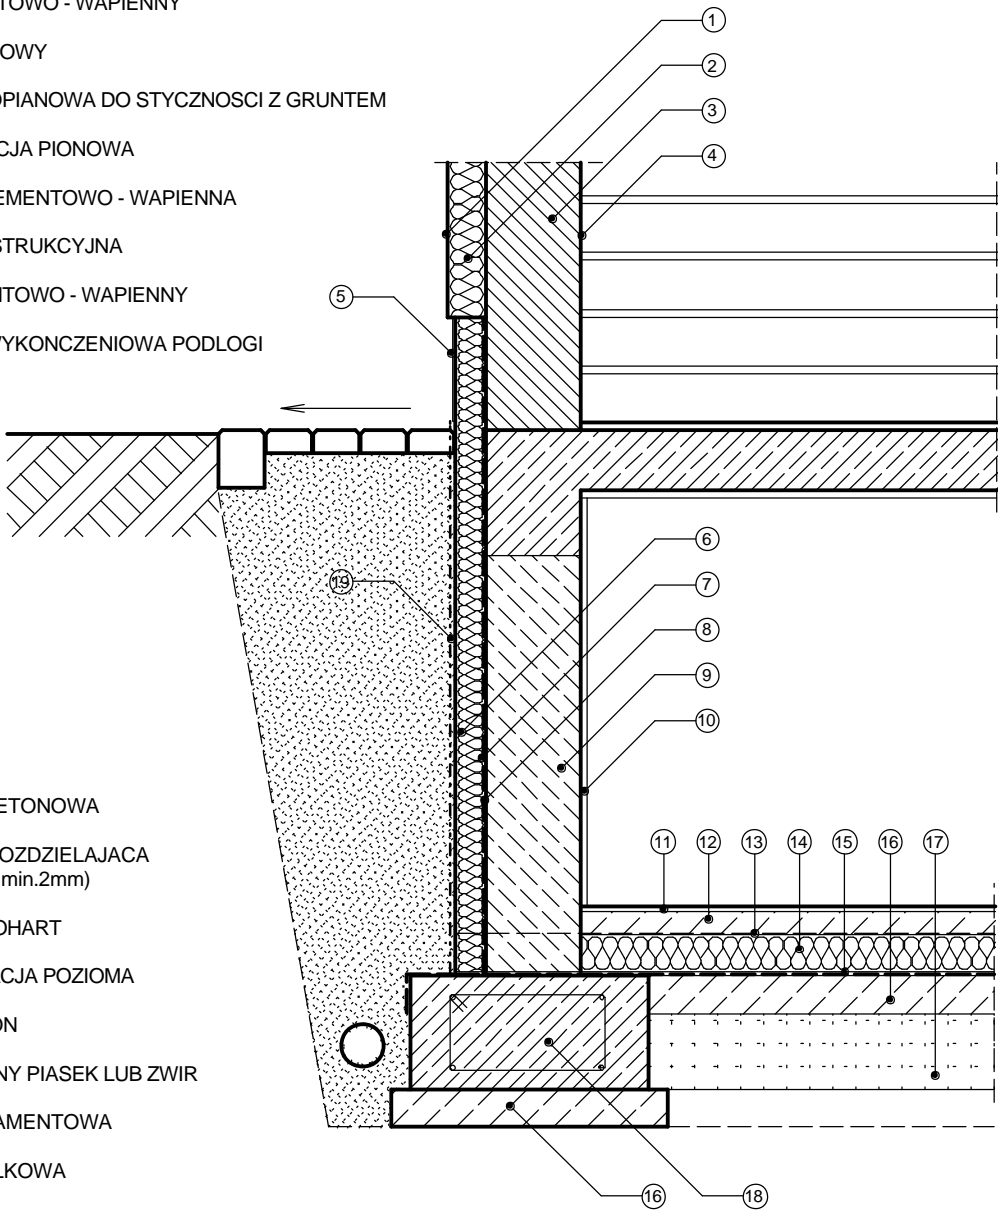 TOWO - WAPIENNY
OWY
OPIANOWA DO STYCZNOSCI Z GRUNTEM
CJA PIONOWA
EMENTOWO - WAPIENNA
STRUKCYJNA
NTOWO - WAPIENNY
WYKONCZENIOWA PODLOGI
1
2
3
4
5
6
7
8
9
10
19
11 12 13 14 15 16 17
ETONOWA
OZDZIELAJACA
min.2mm)
OHART
CJA POZIOMA
ON
NY PIASEK LUB ZWIR
AMENTOWA
LKOWA
16 18